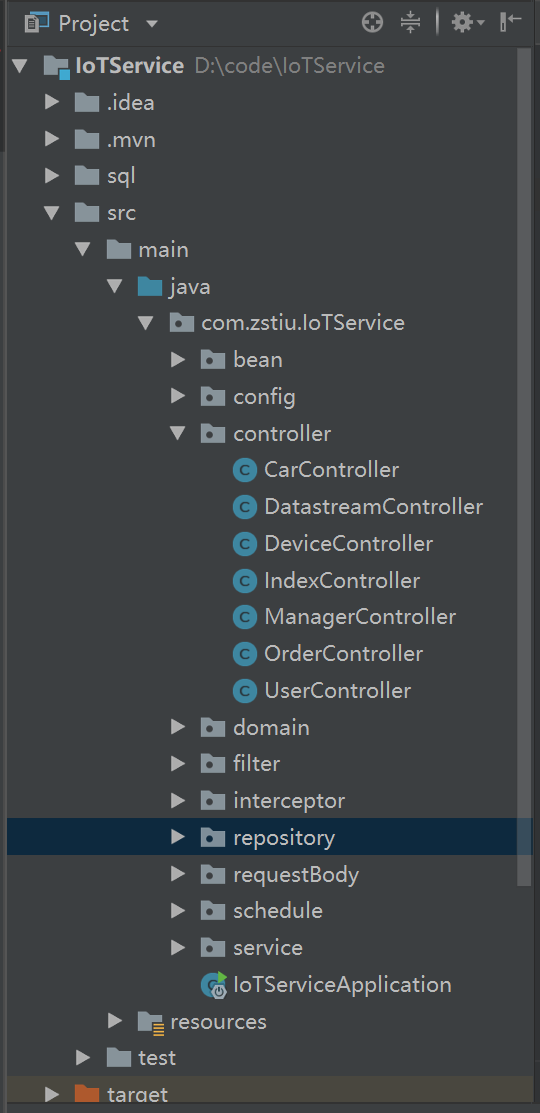 Project
IoTService D:\code\IoTService
.idea
.mvn
sql
src
main
java
com.zstiu.IoTService
bean
config
controller
CarController
DatastreamController
DeviceController
IndexController
ManagerController
OrderController
UserController
domain
filter
interceptor
repository
requestBody
schedule
service
IoTServiceApplication
resources
test
target